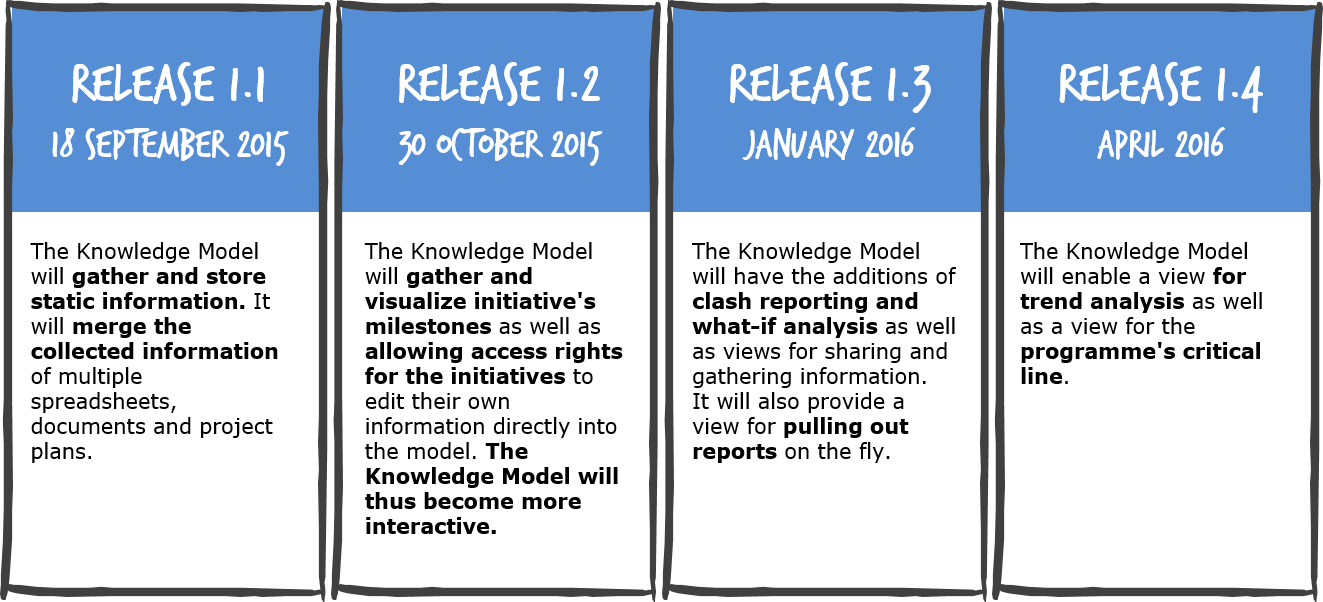 RELEASE 1.1
18 SEPTEMBER 2015
The Knowledge Model
will gather and store
static information. It
will merge the
collected information
of multiple
spreadsheets,
documents and project
plans.
RELEASE 1.2
30 OCTOBER 2015
The Knowledge Model
will gather and
visualize initiative's
milestones as well as
allowing access rights
for the initiatives to
edit their own
information directly into
the model. The
Knowledge Model will
thus become more
interactive.
RELEASE 1.3
JANUARY 2016
The Knowledge Model
will have the additions of
clash reporting and
what-if analysis as well
as views for sharing and
gathering information.
It will also provide a
view for pulling out
reports on the fly.
RELEASE 1.4
APRIL 2016
The Knowledge Model
will enable a view for
trend analysis as well
as a view for the
programme's critical
line.